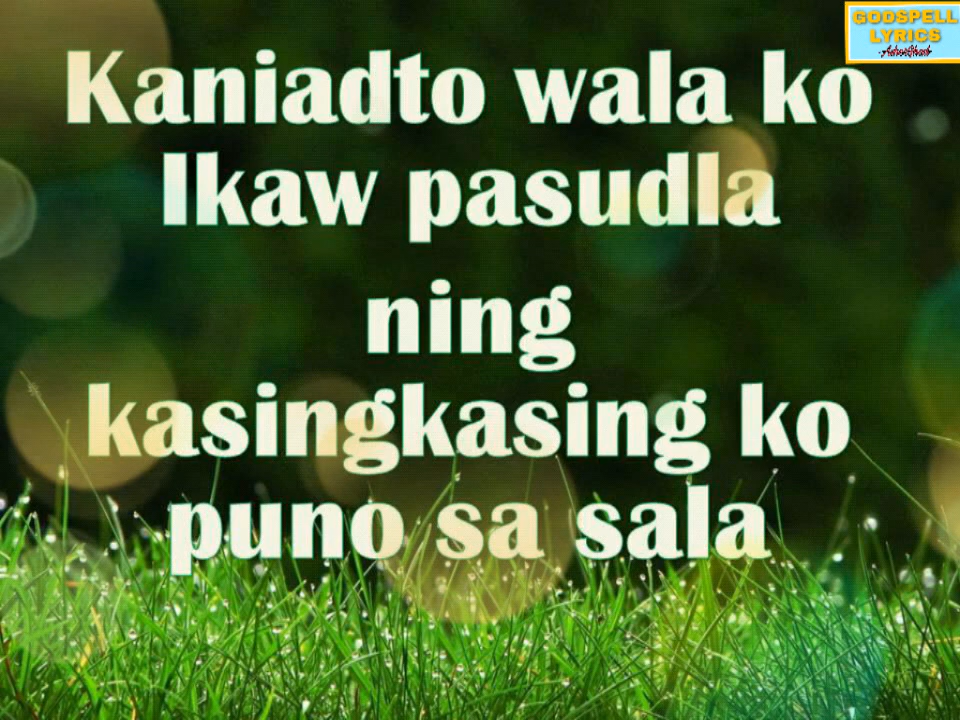 GODSPELL
LYRICS
Kaniadto wala ko
Ikaw pasudla
ning
kasingkasing ko
puno sa sala